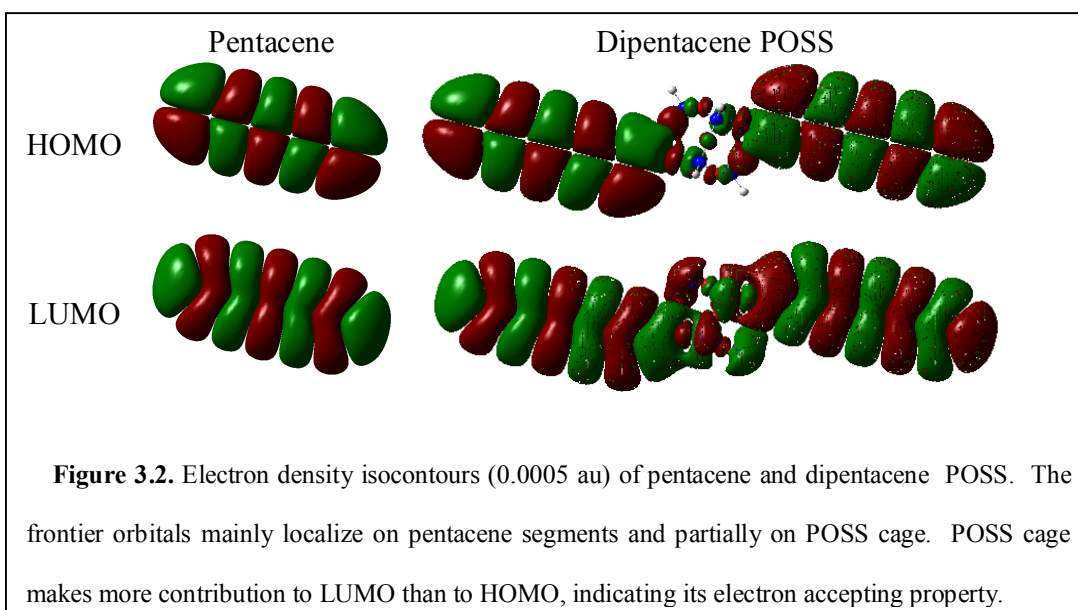 Pentacene Dipentacene POSS
HOMO
LUMO
Figure 3.2. Electron density isocontours (0.0005 au) of pentacene and dipentacene POSS. The
frontier orbitals mainly localize on pentacene segments and partially on POSS cage. POSS cage
makes more contribution to LUMO than to HOMO, indicating its electron accepting property.